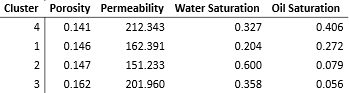 Cluster Porosity Permeability Water Saturation Oil Saturation
4 0.141 212.343 0.327 0.406
1 0.146 162.391 0.204 0.272
2 0.147 151.233 0.600 0.079
3 0.162 201.960 0.358 0.056